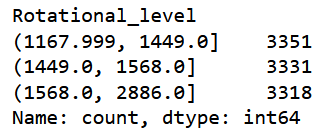 Rotational_level
(1167.999, 1449.0]    3351
(1449.0, 1568.0]      3331
(1568.0, 2886.0]      3318
Name: count, dtype: int64